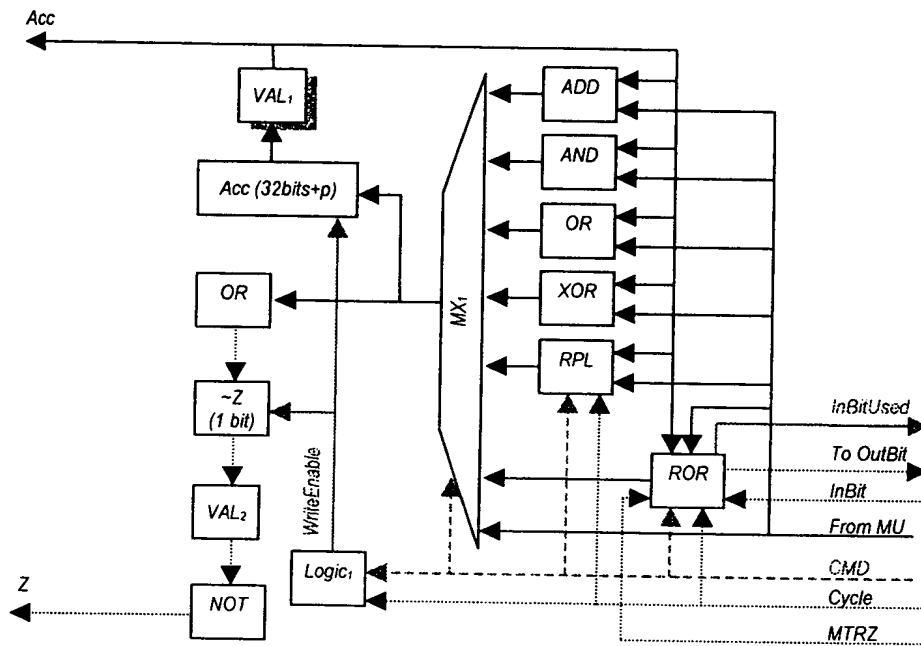 Acc
VAL₁
ADD
AND
Acc (32bits+p)
OR
OR
XOR
MX₁
RPL
~Z
(1 bit)
InBitUsed
To OutBit
ROR
InBit
WriteEnable
VAL₂
From MU
Logic₁
CMD
Z
NOT
Cycle
MTRZ